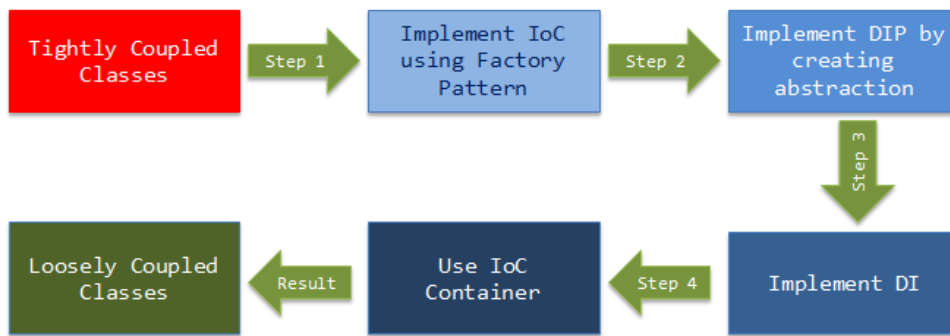 Tightly Coupled
Classes
Step 1
Implement IoC
using Factory
Pattern
Step 2
Implement DIP by
creating
abstraction
Step 3
Implement DI
Step 4
Use IoC
Container
Result
Loosely Coupled
Classes